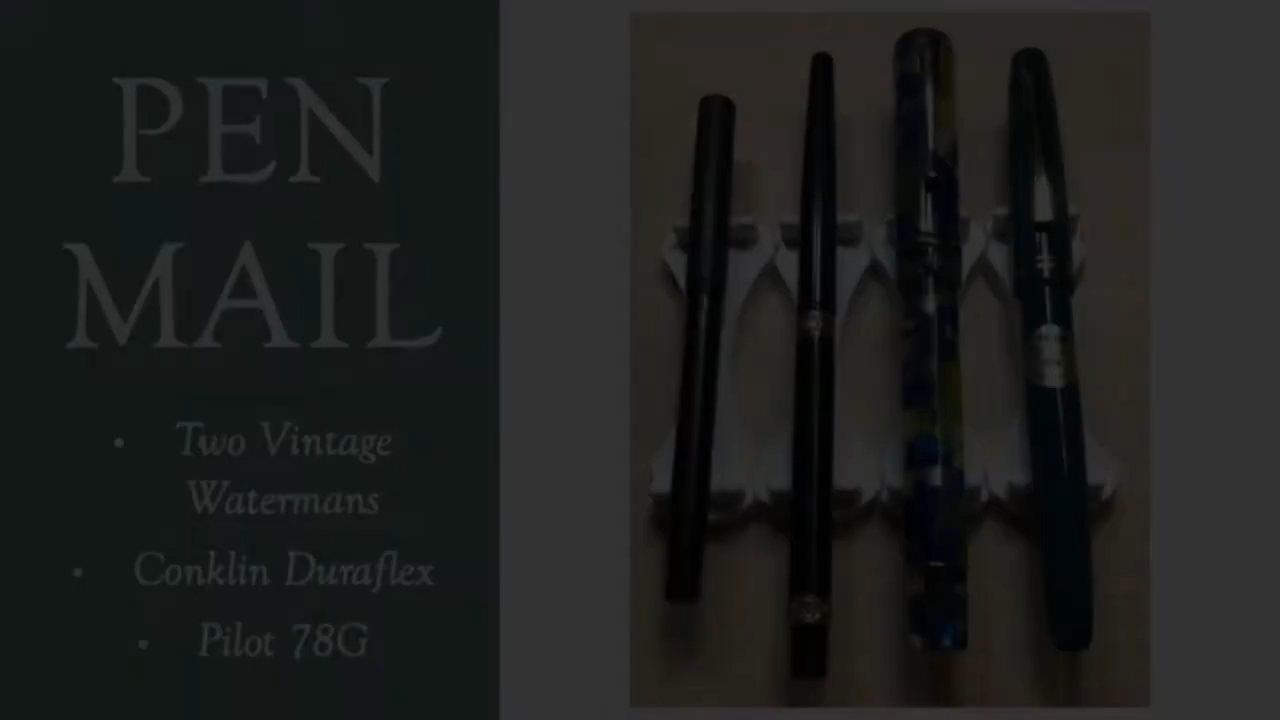 PEN
MAIL
• Two Vintage
Watermans
• Conklin Duraflex
• Pilot 78G